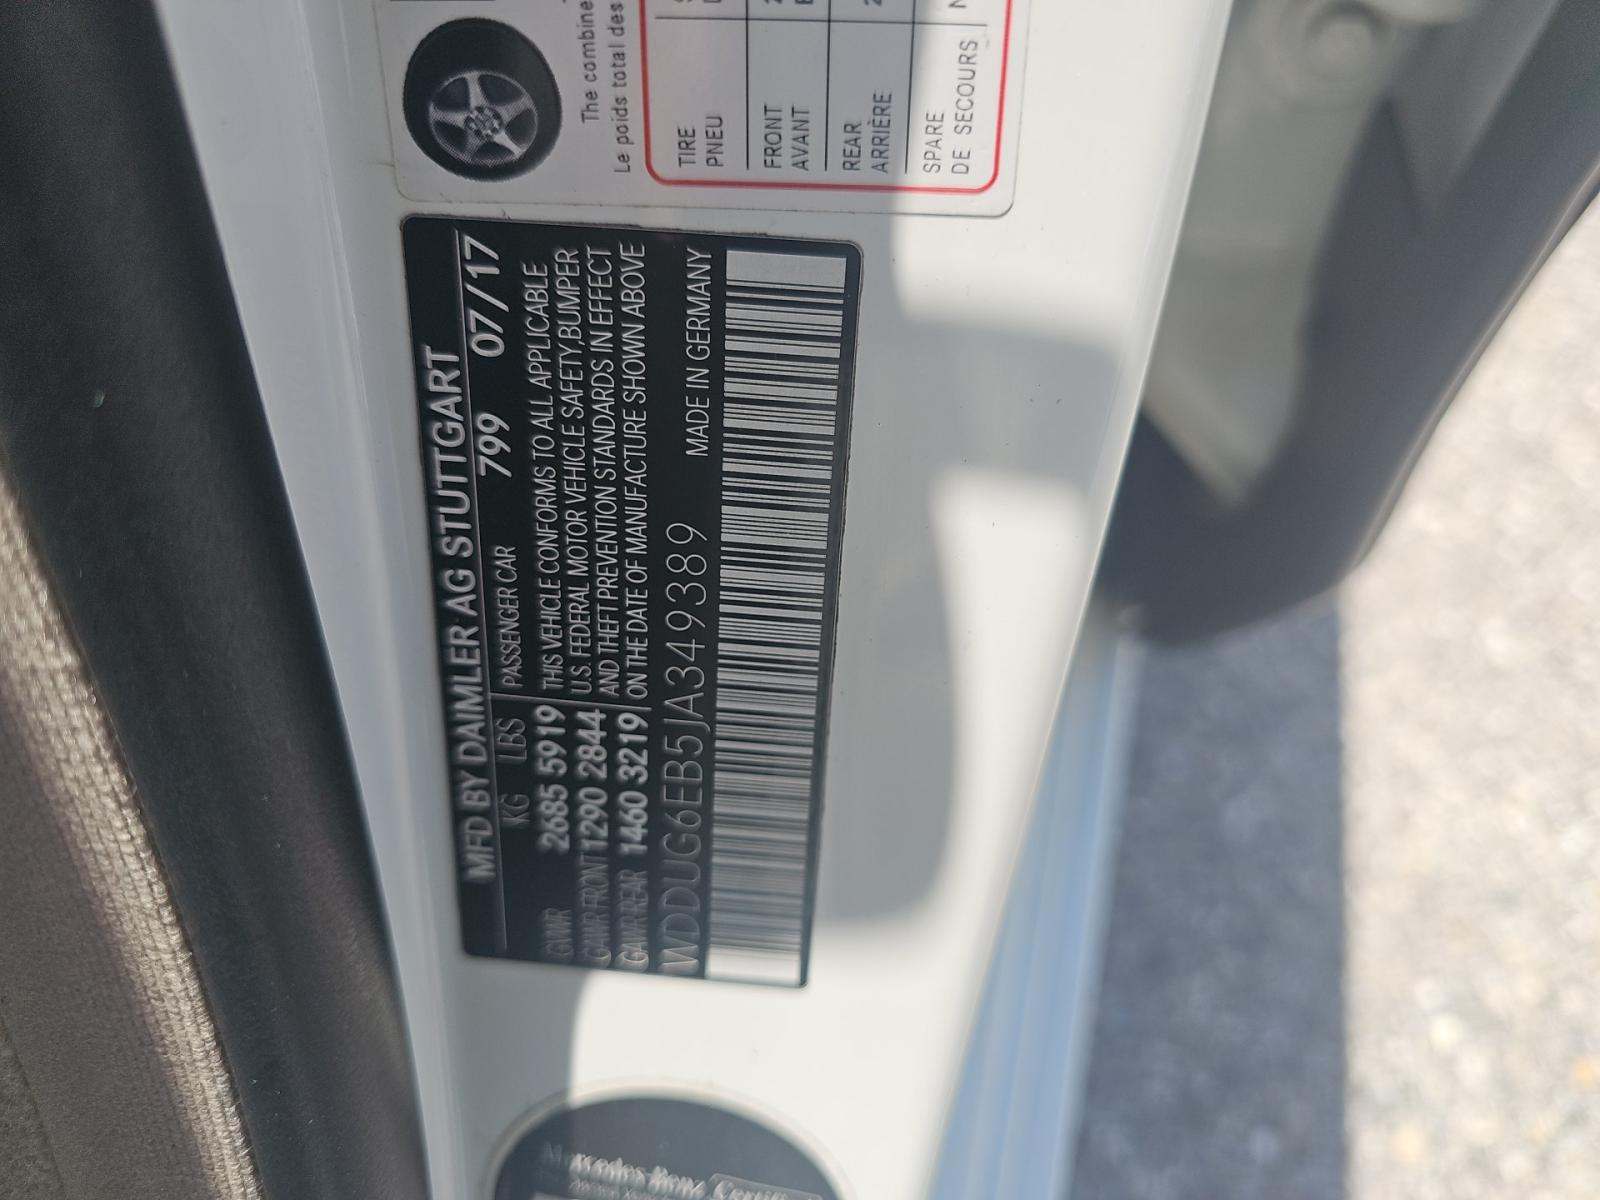 The combine
Le poids total des
TIRE
PNEU
FRONT
AVANT
REAR
ARRIÈRE
SPARE
DE SECOURS
MFD BY DAIMLER AG STUTTGART
KG LBS PASSENGER CAR 799 07/17
GVWR 2685 5919 THIS VEHICLE CONFORMS TO ALL APPLICABLE
GAWR FRONT 1290 2844 U.S. FEDERAL MOTOR VEHICLE SAFETY,BUMPER
GAWR REAR 1460 3219 AND THEFT PREVENTION STANDARDS IN EFFECT
ON THE DATE OF MANUFACTURE SHOWN ABOVE
WDDUG6EB5JA349389 MADE IN GERMANY
Mercedes-Benz Certifi